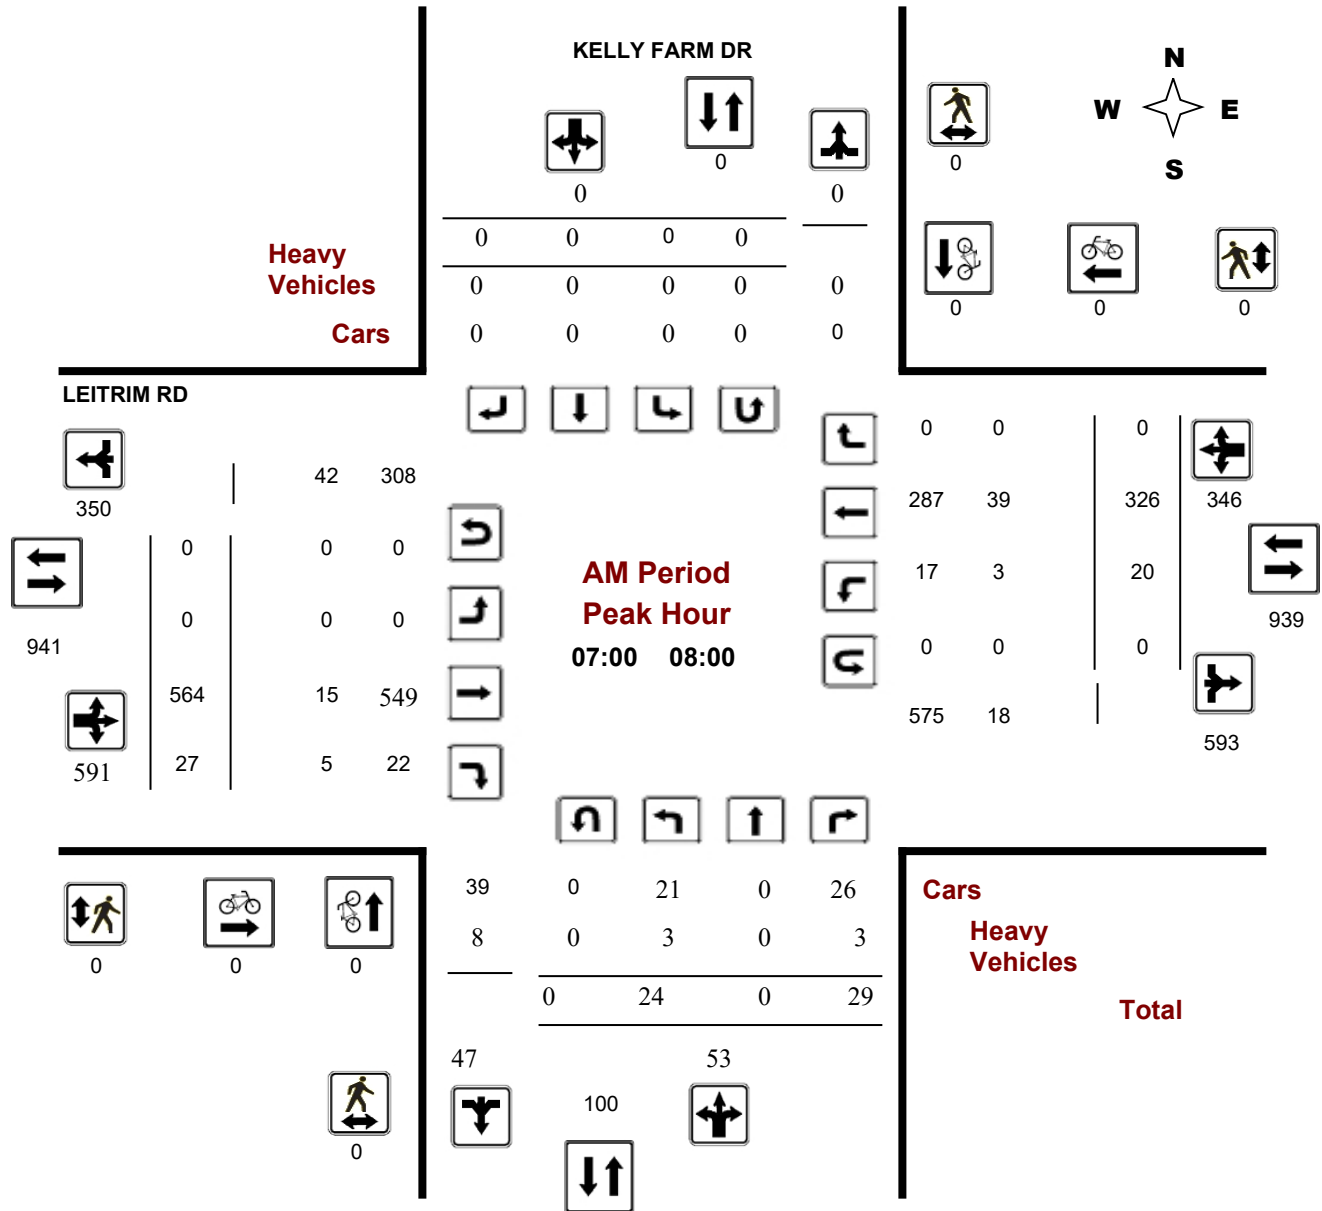 KELLY FARM DR
N
W E
S
0
0
0
0 0
0 0 0 0
Heavy
Vehicles
0 0 0 0 0
Cars
0 0 0 0 0
0 0 0
LEITRIM RD
350
42 308
0 0 0
0 0 0
941
564 15 549
591
27 5 22
AM Period
Peak Hour
07:00 08:00
0 0 0
287 39 326 346
17 3 20
939
0 0 0
575 18
593
39 0 21 0 26
8 0 3 0 3
0 24 0 29
47 53
100
Cars
Heavy
Vehicles
Total
0 0 0
0